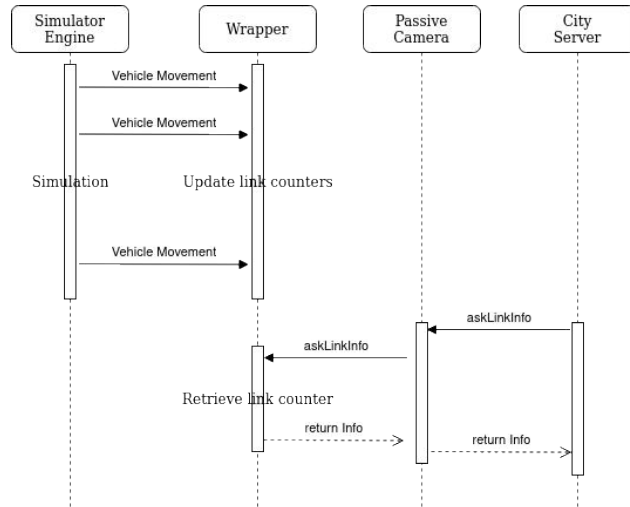 Simulator
Engine
Wrapper
Passive
Camera
City
Server
Vehicle Movement
Vehicle Movement
Simulation
Update link counters
Vehicle Movement
askLinkInfo
askLinkInfo
Retrieve link counter
return Info
return Info